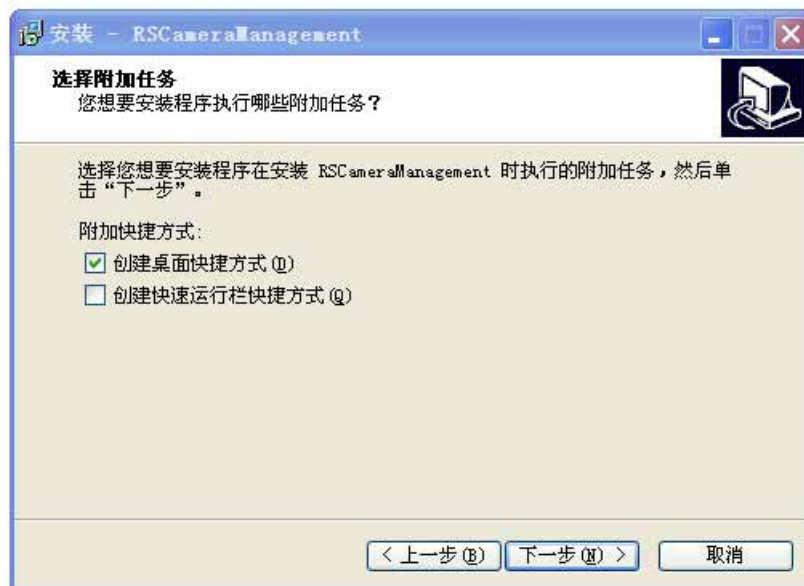 安装 - RSCameraManagement
选择附加任务
您想要安装程序执行哪些附加任务？
选择您想要安装程序在安装 RSCameraManagement 时执行的附加任务，然后单
击“下一步”。
附加快捷方式:
创建桌面快捷方式(D)
创建快速运行栏快捷方式(Q)
< 上一步(B) 下一步(N) > 取消